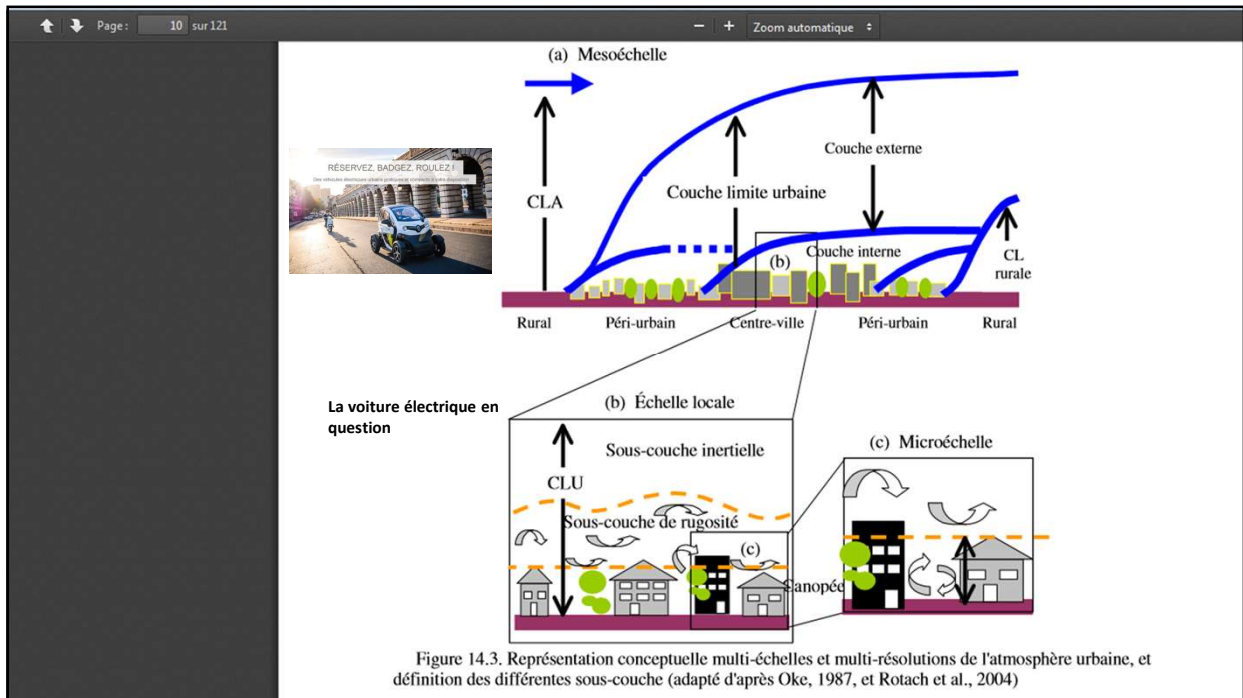 Page : 10 sur 121 − + Zoom automatique
(a) Mesoéchelle
RÉSERVEZ, BADGEZ, ROULEZ !
CLA
Couche limite urbaine
Couche externe
Couche interne
(b)
CL
rurale
Rural Péri-urbain Centre-ville Péri-urbain Rural
La voiture électrique en
question
(b) Échelle locale
Sous-couche inertielle
CLU
Sous-couche de rugosité
(c)
(c) Microéchelle
Canopée
Figure 14.3. Représentation conceptuelle multi-échelles et multi-résolutions de l'atmosphère urbaine, et
définition des différentes sous-couche (adapté d'après Oke, 1987, et Rotach et al., 2004)